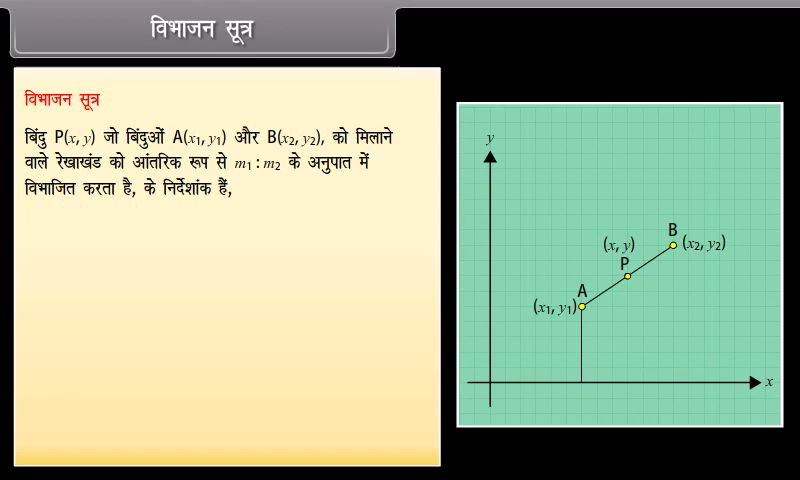 विभाजन सूत्र
विभाजन सूत्र
बिंदु P(x, y) जो बिंदुओं A(x₁, y₁) और B(x₂, y₂), को मिलाने
वाले रेखाखंड को आंतरिक रूप से m₁ : m₂ के अनुपात में
विभाजित करता है, के निर्देशांक हैं,
y
B
(x, y)
(x₂, y₂)
P
A
(x₁, y₁)
x